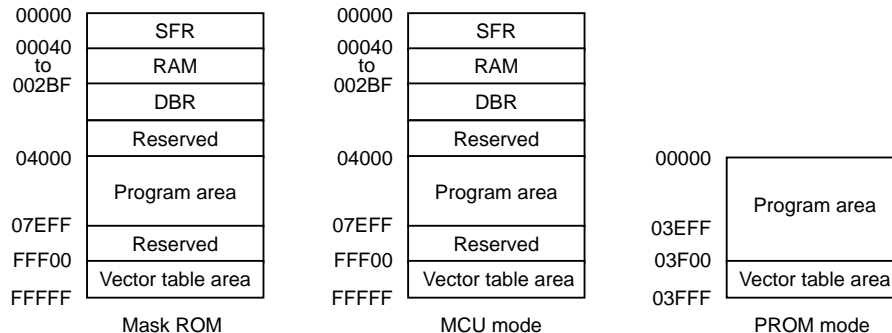 00000
SFR
00040
to
002BF
RAM
DBR
Reserved
04000
Program area
07EFF
Reserved
FFF00
Vector table area
FFFFF
Mask ROM
00000
SFR
00040
to
002BF
RAM
DBR
Reserved
04000
Program area
07EFF
Reserved
FFF00
Vector table area
FFFFF
MCU mode
00000
Program area
03EFF
03F00
Vector table area
03FFF
PROM mode